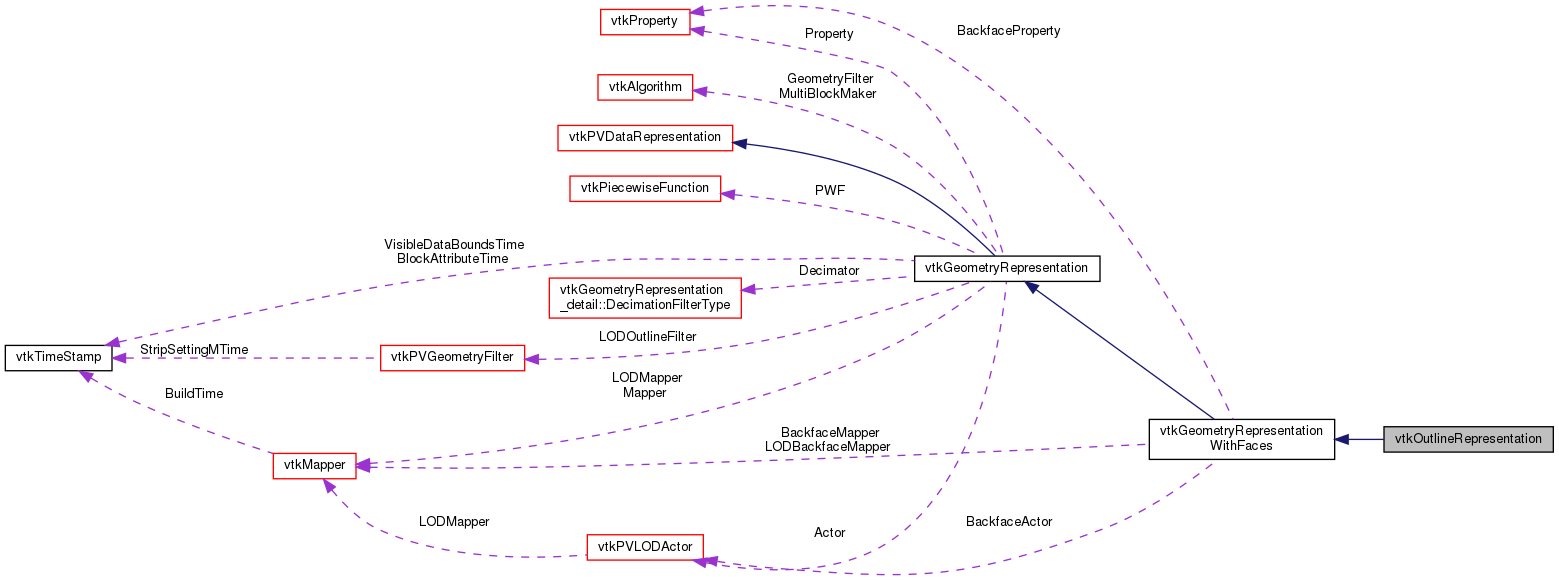 vtkProperty
BackfaceProperty
Property
vtkAlgorithm
GeometryFilter
MultiBlockMaker
vtkPVDataRepresentation
vtkPiecewiseFunction
PWF
VisibleDataBoundsTime
BlockAttributeTime
vtkGeometryRepresentation
Decimator
vtkGeometryRepresentation
_detail::DecimationFilterType
LODOutlineFilter
vtkTimeStamp
StripSettingMTime
vtkPVGeometryFilter
LODMapper
Mapper
BuildTime
BackfaceMapper
LODBackfaceMapper
vtkGeometryRepresentation
WithFaces
vtkOutlineRepresentation
vtkMapper
LODMapper
BackfaceActor
Actor
vtkPVLODActor